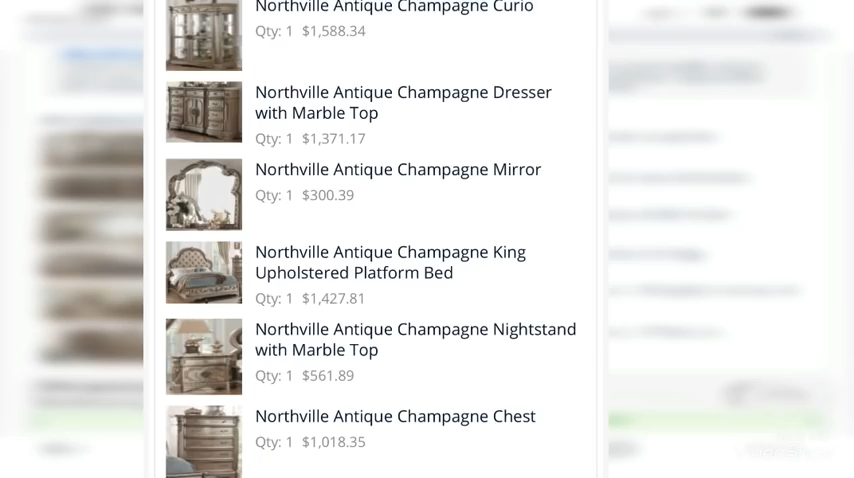 Northville Antique Champagne Curio
Qty: 1 $1,588.34
Northville Antique Champagne Dresser
with Marble Top
Qty: 1 $1,371.17
Northville Antique Champagne Mirror
Qty: 1 $300.39
Northville Antique Champagne King
Upholstered Platform Bed
Qty: 1 $1,427.81
Northville Antique Champagne Nightstand
with Marble Top
Qty: 1 $561.89
Northville Antique Champagne Chest
Qty: 1 $1,018.35